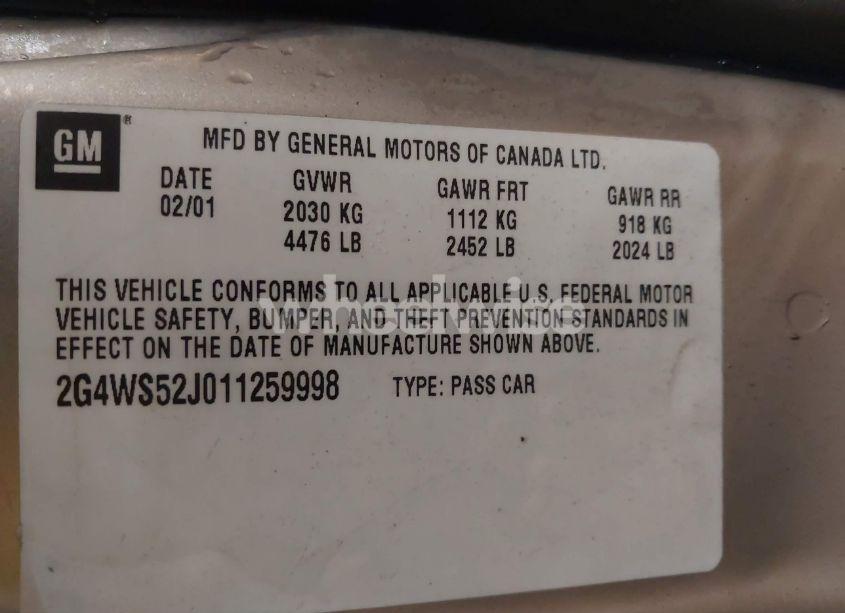 GM®
MFD BY GENERAL MOTORS OF CANADA LTD.
DATE GVWR GAWR FRT GAWR RR
02/01 2030 KG 1112 KG 918 KG
4476 LB 2452 LB 2024 LB
THIS VEHICLE CONFORMS TO ALL APPLICABLE U.S. FEDERAL MOTOR
VEHICLE SAFETY, BUMPER, AND THEFT PREVENTION STANDARDS IN
EFFECT ON THE DATE OF MANUFACTURE SHOWN ABOVE.
2G4WS52J011259998 TYPE: PASS CAR